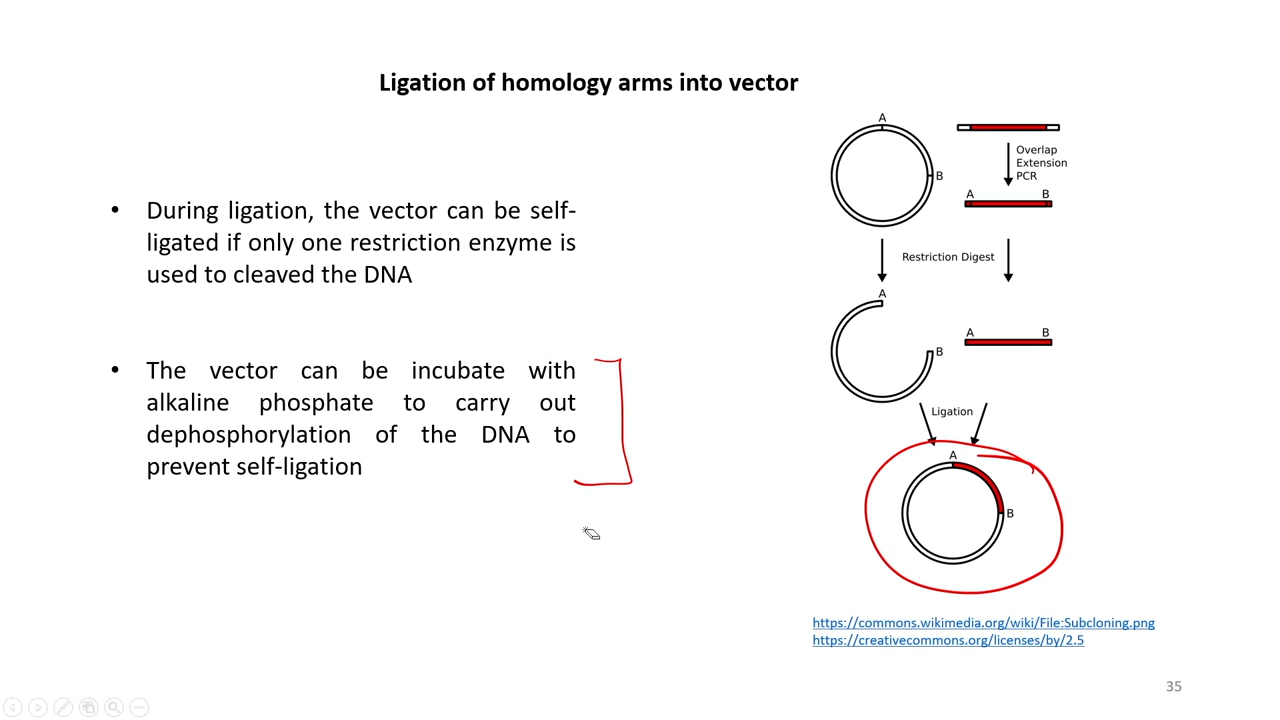 Ligation of homology arms into vector
• During ligation, the vector can be self-
ligated if only one restriction enzyme is
used to cleaved the DNA
• The vector can be incubate with
alkaline phosphate to carry out
dephosphorylation of the DNA to
prevent self-ligation
A
B
Overlap
Extension
PCR
A B
Restriction Digest
A
B
A B
Ligation
A
B
https://commons.wikimedia.org/wiki/File:Subcloning.png
https://creativecommons.org/licenses/by/2.5
35